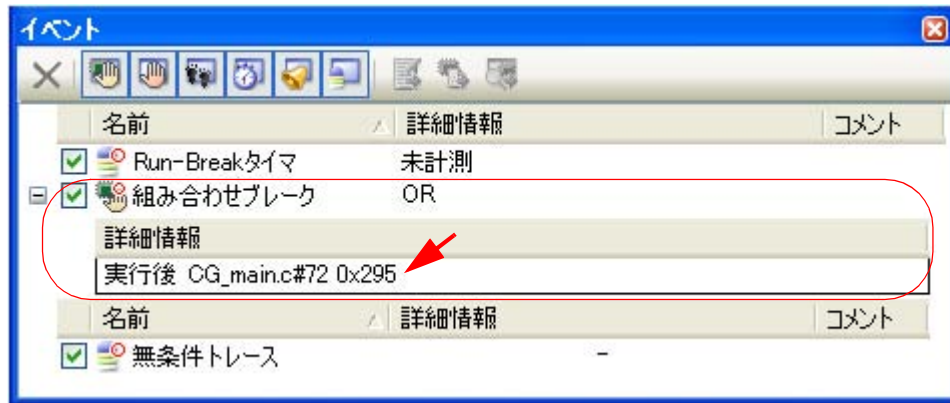 イベント
名前 詳細情報 コメント
Run-Breakタイマ 未計測
組み合わせブレーク OR
詳細情報
実行後 CG_main.c#72 0x295
名前 詳細情報 コメント
無条件トレース -